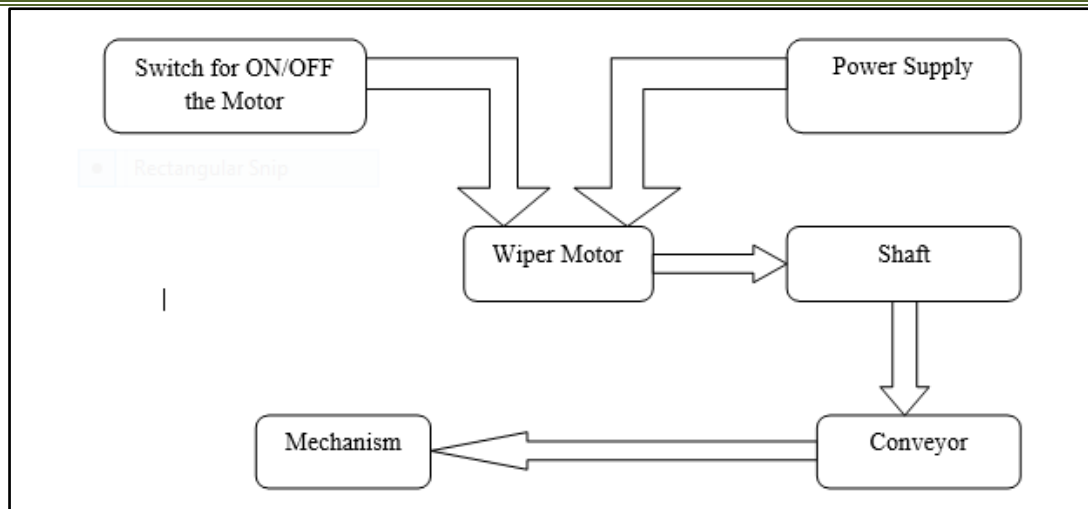 Switch for ON/OFF
the Motor
Power Supply
Rectangular Snip
Wiper Motor
Shaft
Mechanism
Conveyor